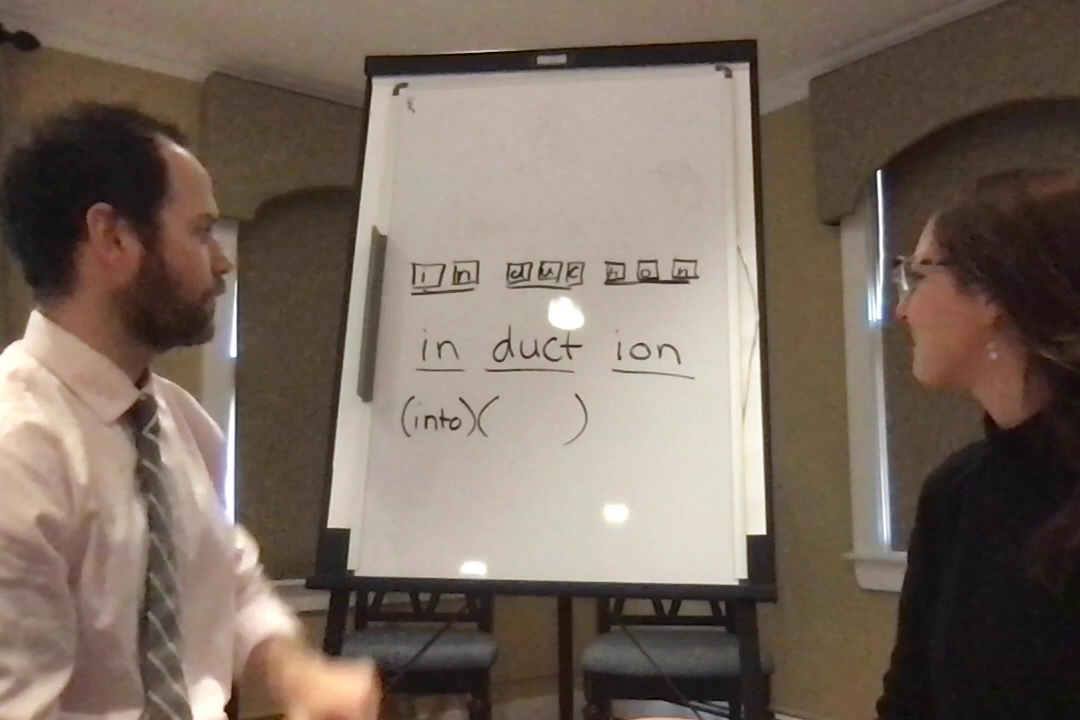 i n d u c
in duct ion
(into)( )